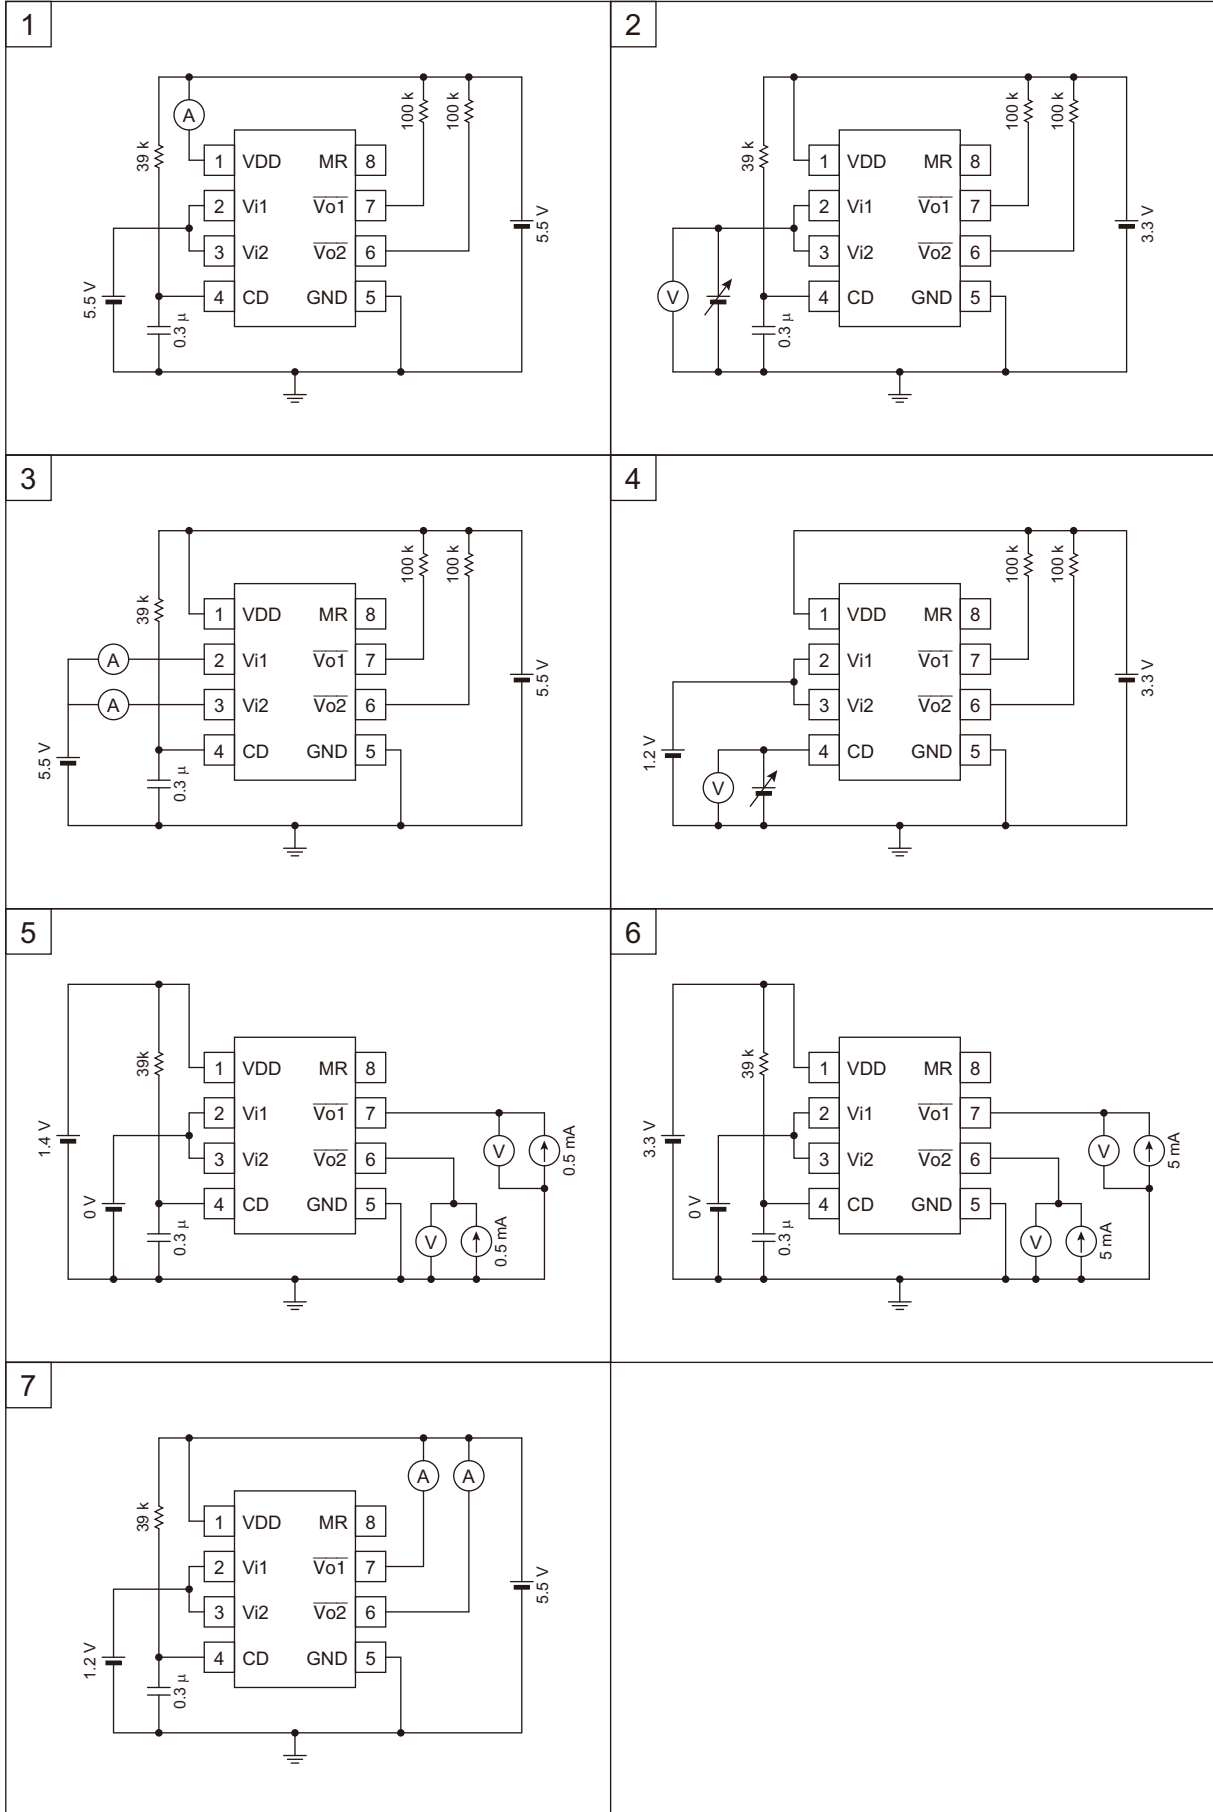 1
A
39 k
100 k
100 k
1 VDD MR 8
2 Vi1 Vo1 7
3 Vi2 Vo2 6
4 CD GND 5
5.5 V
0.3 μ
5.5 V
2
39 k
100 k
100 k
1 VDD MR 8
2 Vi1 Vo1 7
3 Vi2 Vo2 6
4 CD GND 5
V
0.3 μ
3.3 V
3
39 k
100 k
100 k
1 VDD MR 8
A 2 Vi1 Vo1 7
A 3 Vi2 Vo2 6
4 CD GND 5
5.5 V
0.3 μ
5.5 V
4
100 k
100 k
1 VDD MR 8
2 Vi1 Vo1 7
3 Vi2 Vo2 6
4 CD GND 5
1.2 V
V
3.3 V
5
39k
1 VDD MR 8
2 Vi1 Vo1 7
3 Vi2 Vo2 6
4 CD GND 5
1.4 V
0 V
0.3 μ
V
0.5 mA
V
0.5 mA
6
39 k
1 VDD MR 8
2 Vi1 Vo1 7
3 Vi2 Vo2 6
4 CD GND 5
3.3 V
0 V
0.3 μ
V
5 mA
V
5 mA
7
A
A
39 k
1 VDD MR 8
2 Vi1 Vo1 7
3 Vi2 Vo2 6
4 CD GND 5
1.2 V
0.3 μ
5.5 V